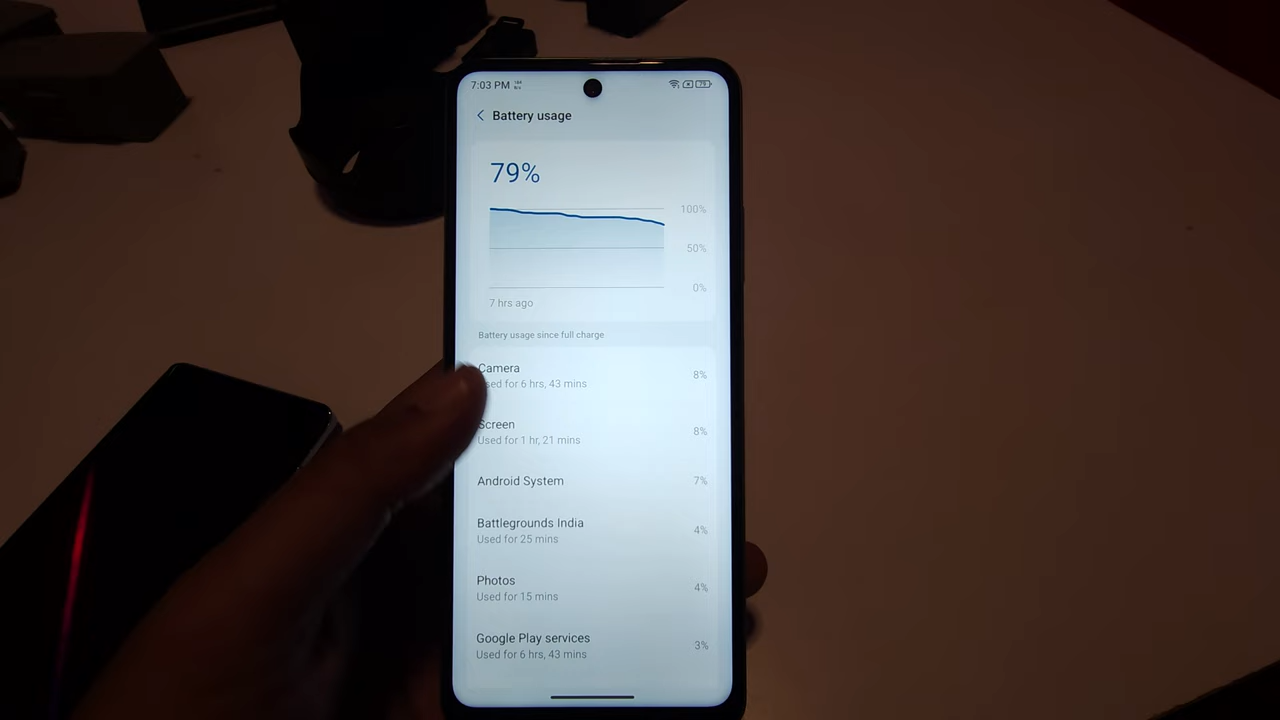 7:03 PM
79
Battery usage
79%
100%
50%
0%
7 hrs ago
Battery usage since full charge
Camera
8%
sed for 6 hrs, 43 mins
Screen
8%
Used for 1 hr, 21 mins
Android System
7%
Battlegrounds India
4%
Used for 25 mins
Photos
4%
Used for 15 mins
Google Play services
3%
Used for 6 hrs, 43 mins